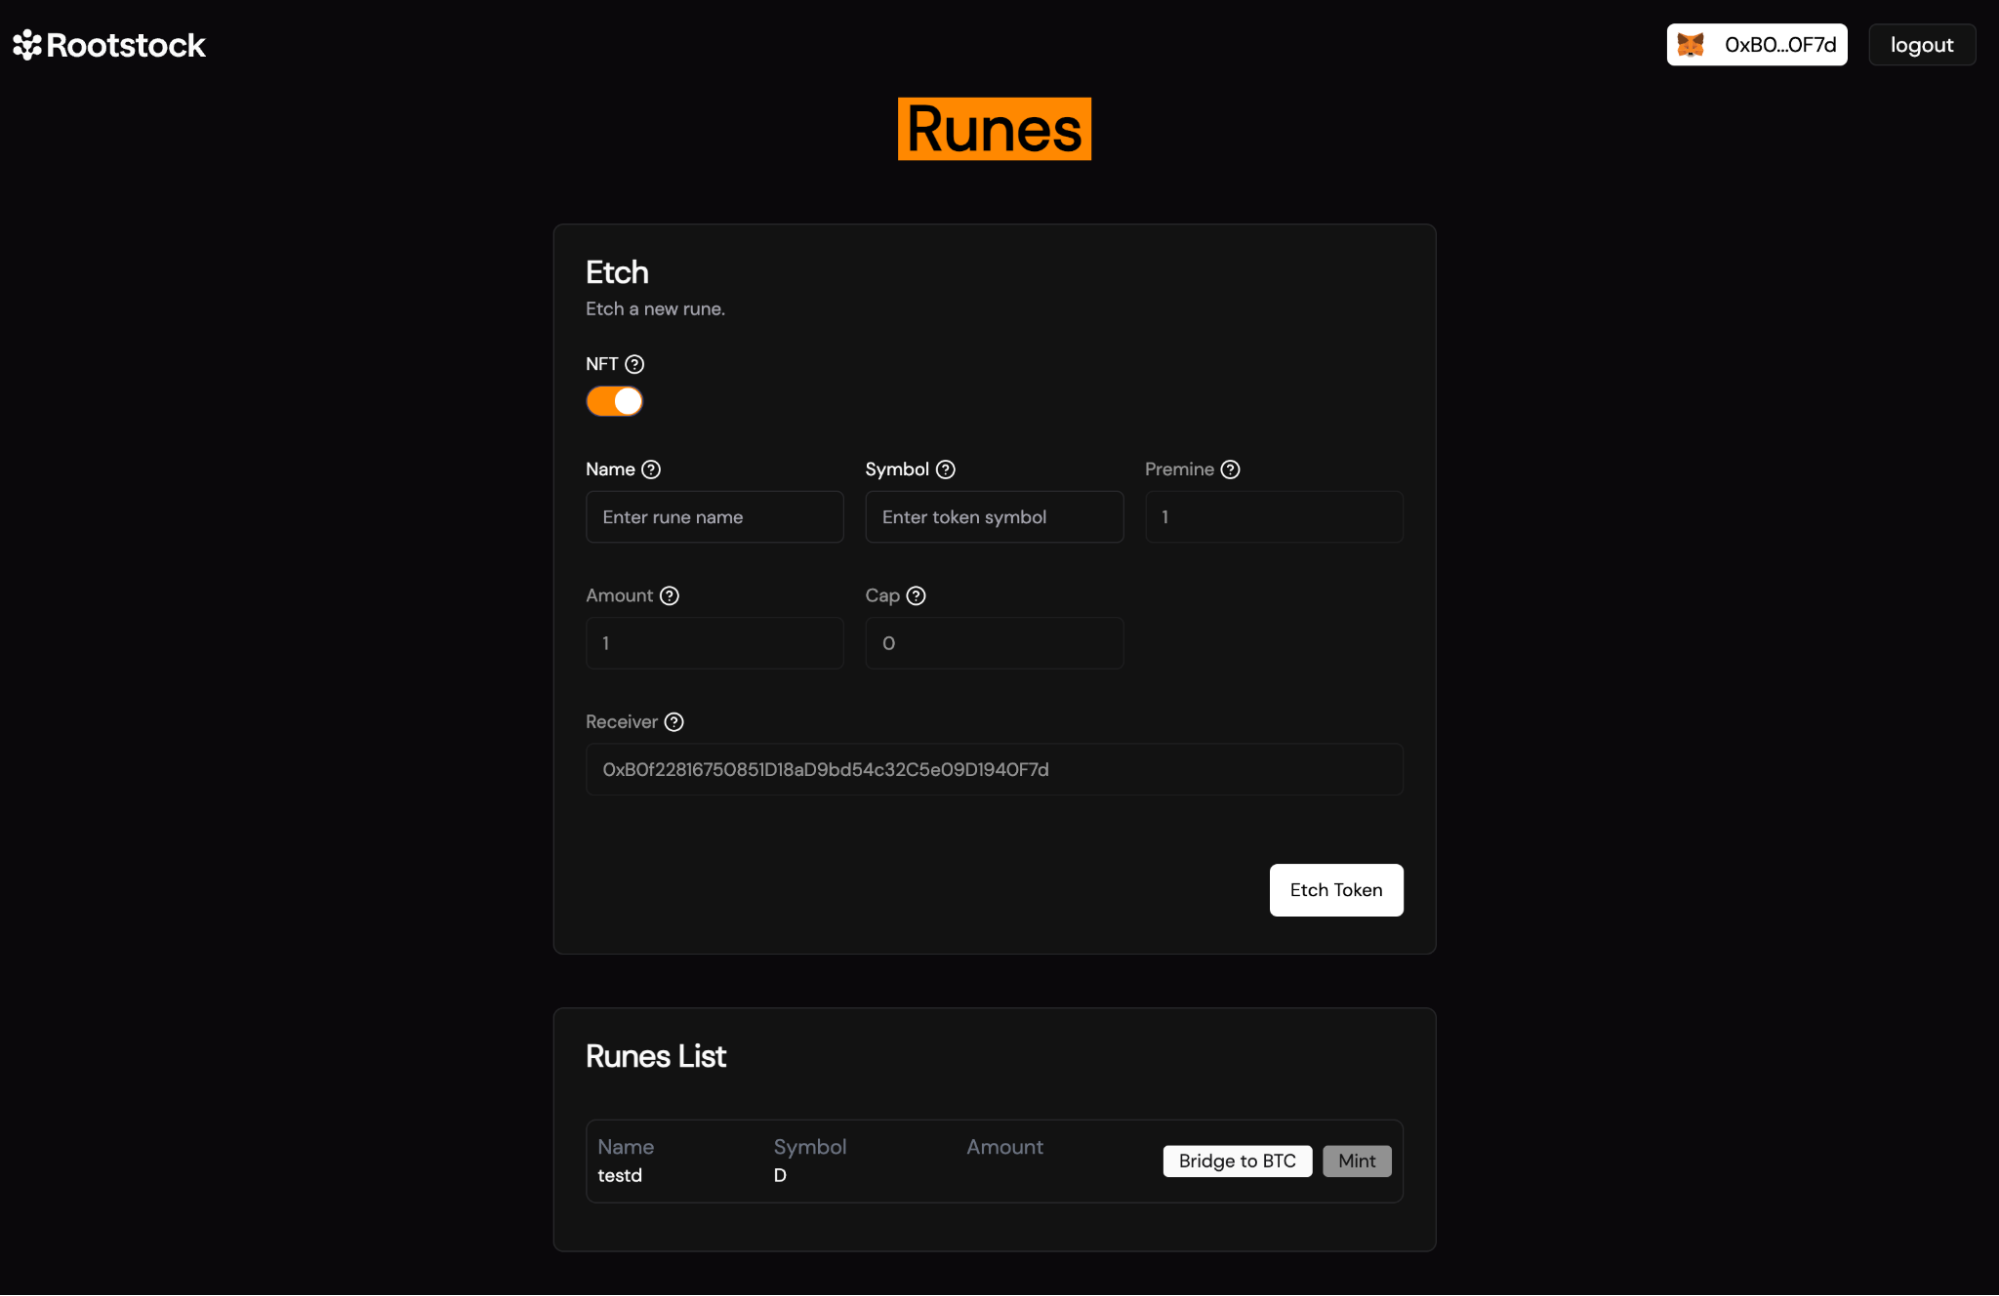 Rootstock
0xB0...0F7d
logout
Runes
Etch
Etch a new rune.
NFT
Name
Symbol
Premine
Enter rune name
Enter token symbol
1
Amount
Cap
1
0
Receiver
0xB0f22816750851D18aD9bd54c32C5e09D1940F7d
Etch Token
Runes List
Name
Symbol
Amount
testd
D
Bridge to BTC
Mint